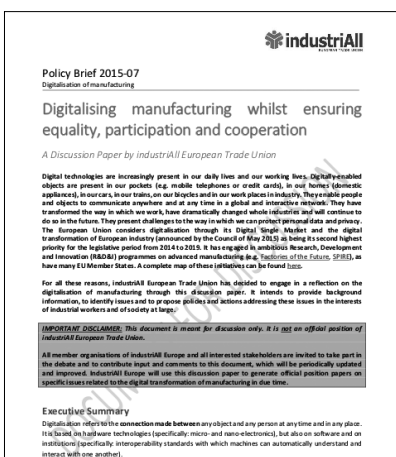 industriAll
EUROPEAN TRADE UNION
Policy Brief 2015-07
Digitalisation of manufacturing
Digitalising manufacturing whilst ensuring
equality, participation and cooperation
A Discussion Paper by industriAll European Trade Union
Digital technologies are increasingly present in our daily lives and our working lives. Digitally-enabled
objects are present in our pockets (e.g. mobile telephones or credit cards), in our homes (domestic
appliances), in our cars, in our trains, on our bicycles and in our work places in industry. They enable people
and objects to communicate anywhere and at any time in a global and interactive network. They have
transformed the way in which we work, have dramatically changed whole industries and will continue to
do so in the future. They present challenges to the way in which we can protect personal data and privacy.
The European Union considers digitalisation through its Digital Single Market and the digital
transformation of European industry (announced by the Council of May 2015) as being its second highest
priority for the legislative period from 2014 to 2019. It has engaged in ambitious Research, Development
and Innovation (R&D&I) programmes on advanced manufacturing (e.g. Factories of the Future, SPIRE), as
have many EU Member States. A complete map of these initiatives can be found here.
For all these reasons, industriAll European Trade Union has decided to engage in a reflection on the
digitalisation of manufacturing through this discussion paper. It intends to provide background
information, to identify issues and to propose policies and actions addressing these issues in the interests
of industrial workers and of society at large.
IMPORTANT DISCLAIMER: This document is meant for discussion only. It is not an official position of
industriAll European Trade Union.
All member organisations of industriAll Europe and all interested stakeholders are invited to take part in
the debate and to contribute input and comments to this document, which will be periodically updated
and improved. IndustriAll Europe will use this discussion paper to generate official position papers on
specific issues related to the digital transformation of manufacturing in due time.
Executive Summary
Digitalisation refers to the connection made between any object and any person at any time and in any place.
It is based on hardware technologies (specifically: micro- and nano-electronics), but also on software and on
institutions (specifically: interoperability standards with which machines can automatically understand and
interact with one another).